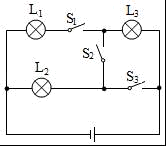 L₁ S₁ L₃
S₂
L₂ S₃